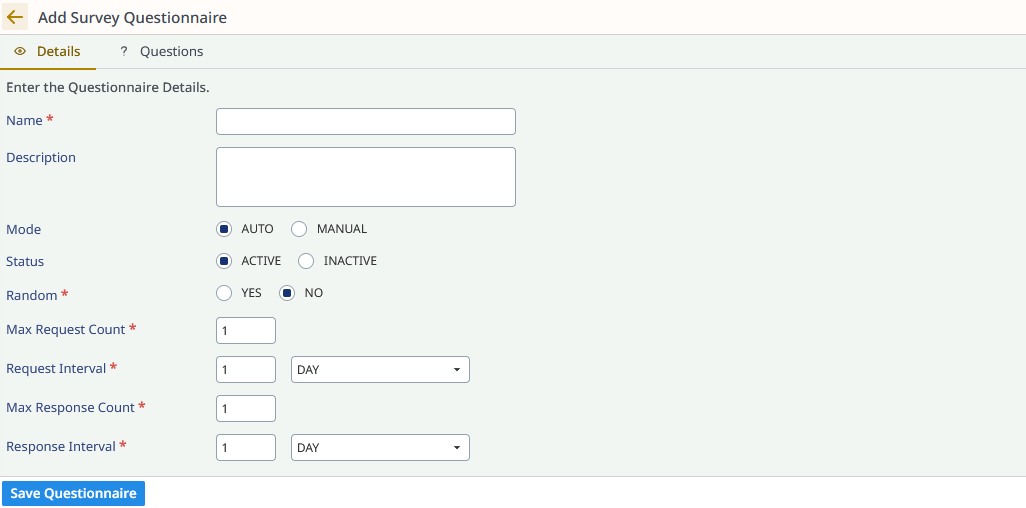 Add Survey Questionnaire
Details ? Questions
Enter the Questionnaire Details.
Name *
Description
Mode AUTO MANUAL
Status ACTIVE INACTIVE
Random * YES NO
Max Request Count * 1
Request Interval * 1 DAY
Max Response Count * 1
Response Interval * 1 DAY
Save Questionnaire